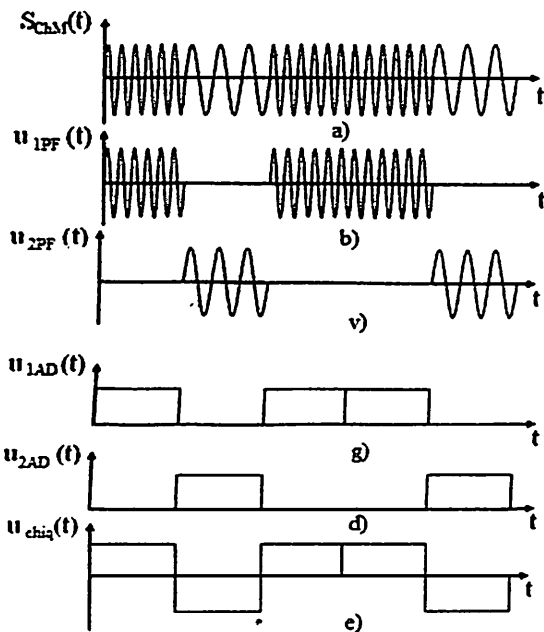 S_ChM(t)
t
a)
u_1PF(t)
t
b)
u_2PF(t)
t
v)
u_1AD(t)
t
g)
u_2AD(t)
t
d)
u_chiq(t)
t
e)